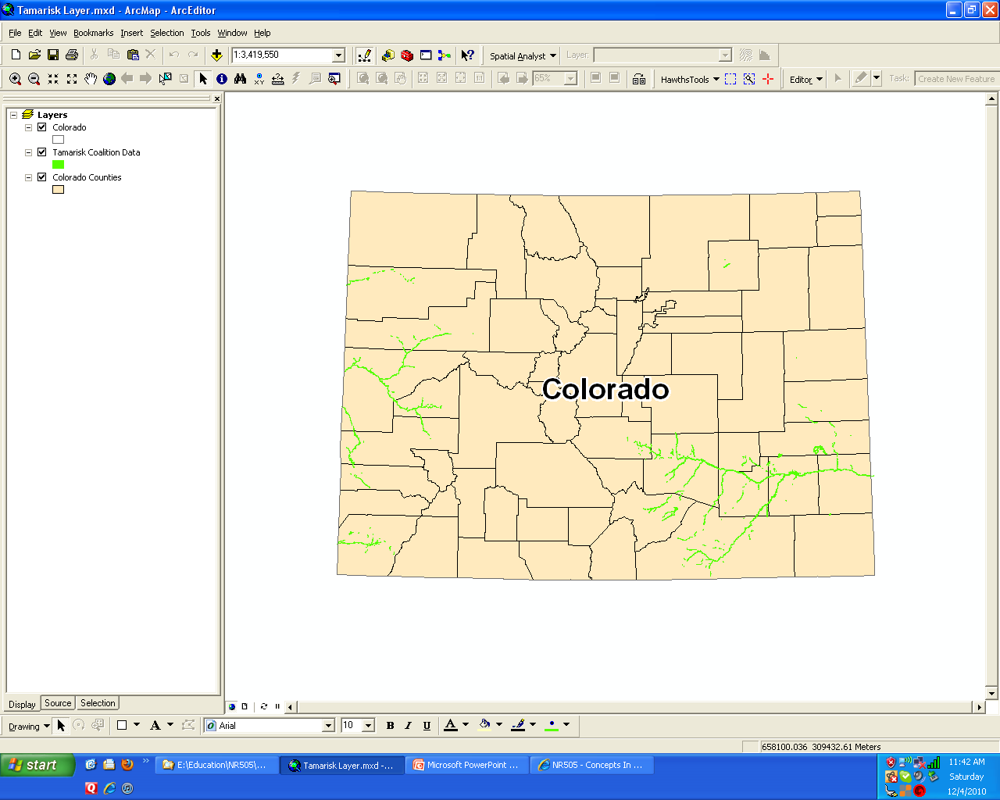 Tamarisk Layer.mxd - ArcMap - ArcEditor
File Edit View Bookmarks Insert Selection Tools Window Help
1:3,419,550 Spatial Analyst Layer:
65% HawthsTools Editor Task: Create New Feature
Layers
Colorado
Tamarisk Coalition Data
Colorado Counties
Colorado
Display Source Selection
Drawing A Arial 10 B I U A
658100.036 309432.61 Meters
start E:\Education\NR505\... Tamarisk Layer.mxd -... Microsoft PowerPoint ... NR505 - Concepts In ... 11:42 AM
Saturday
12/4/2010